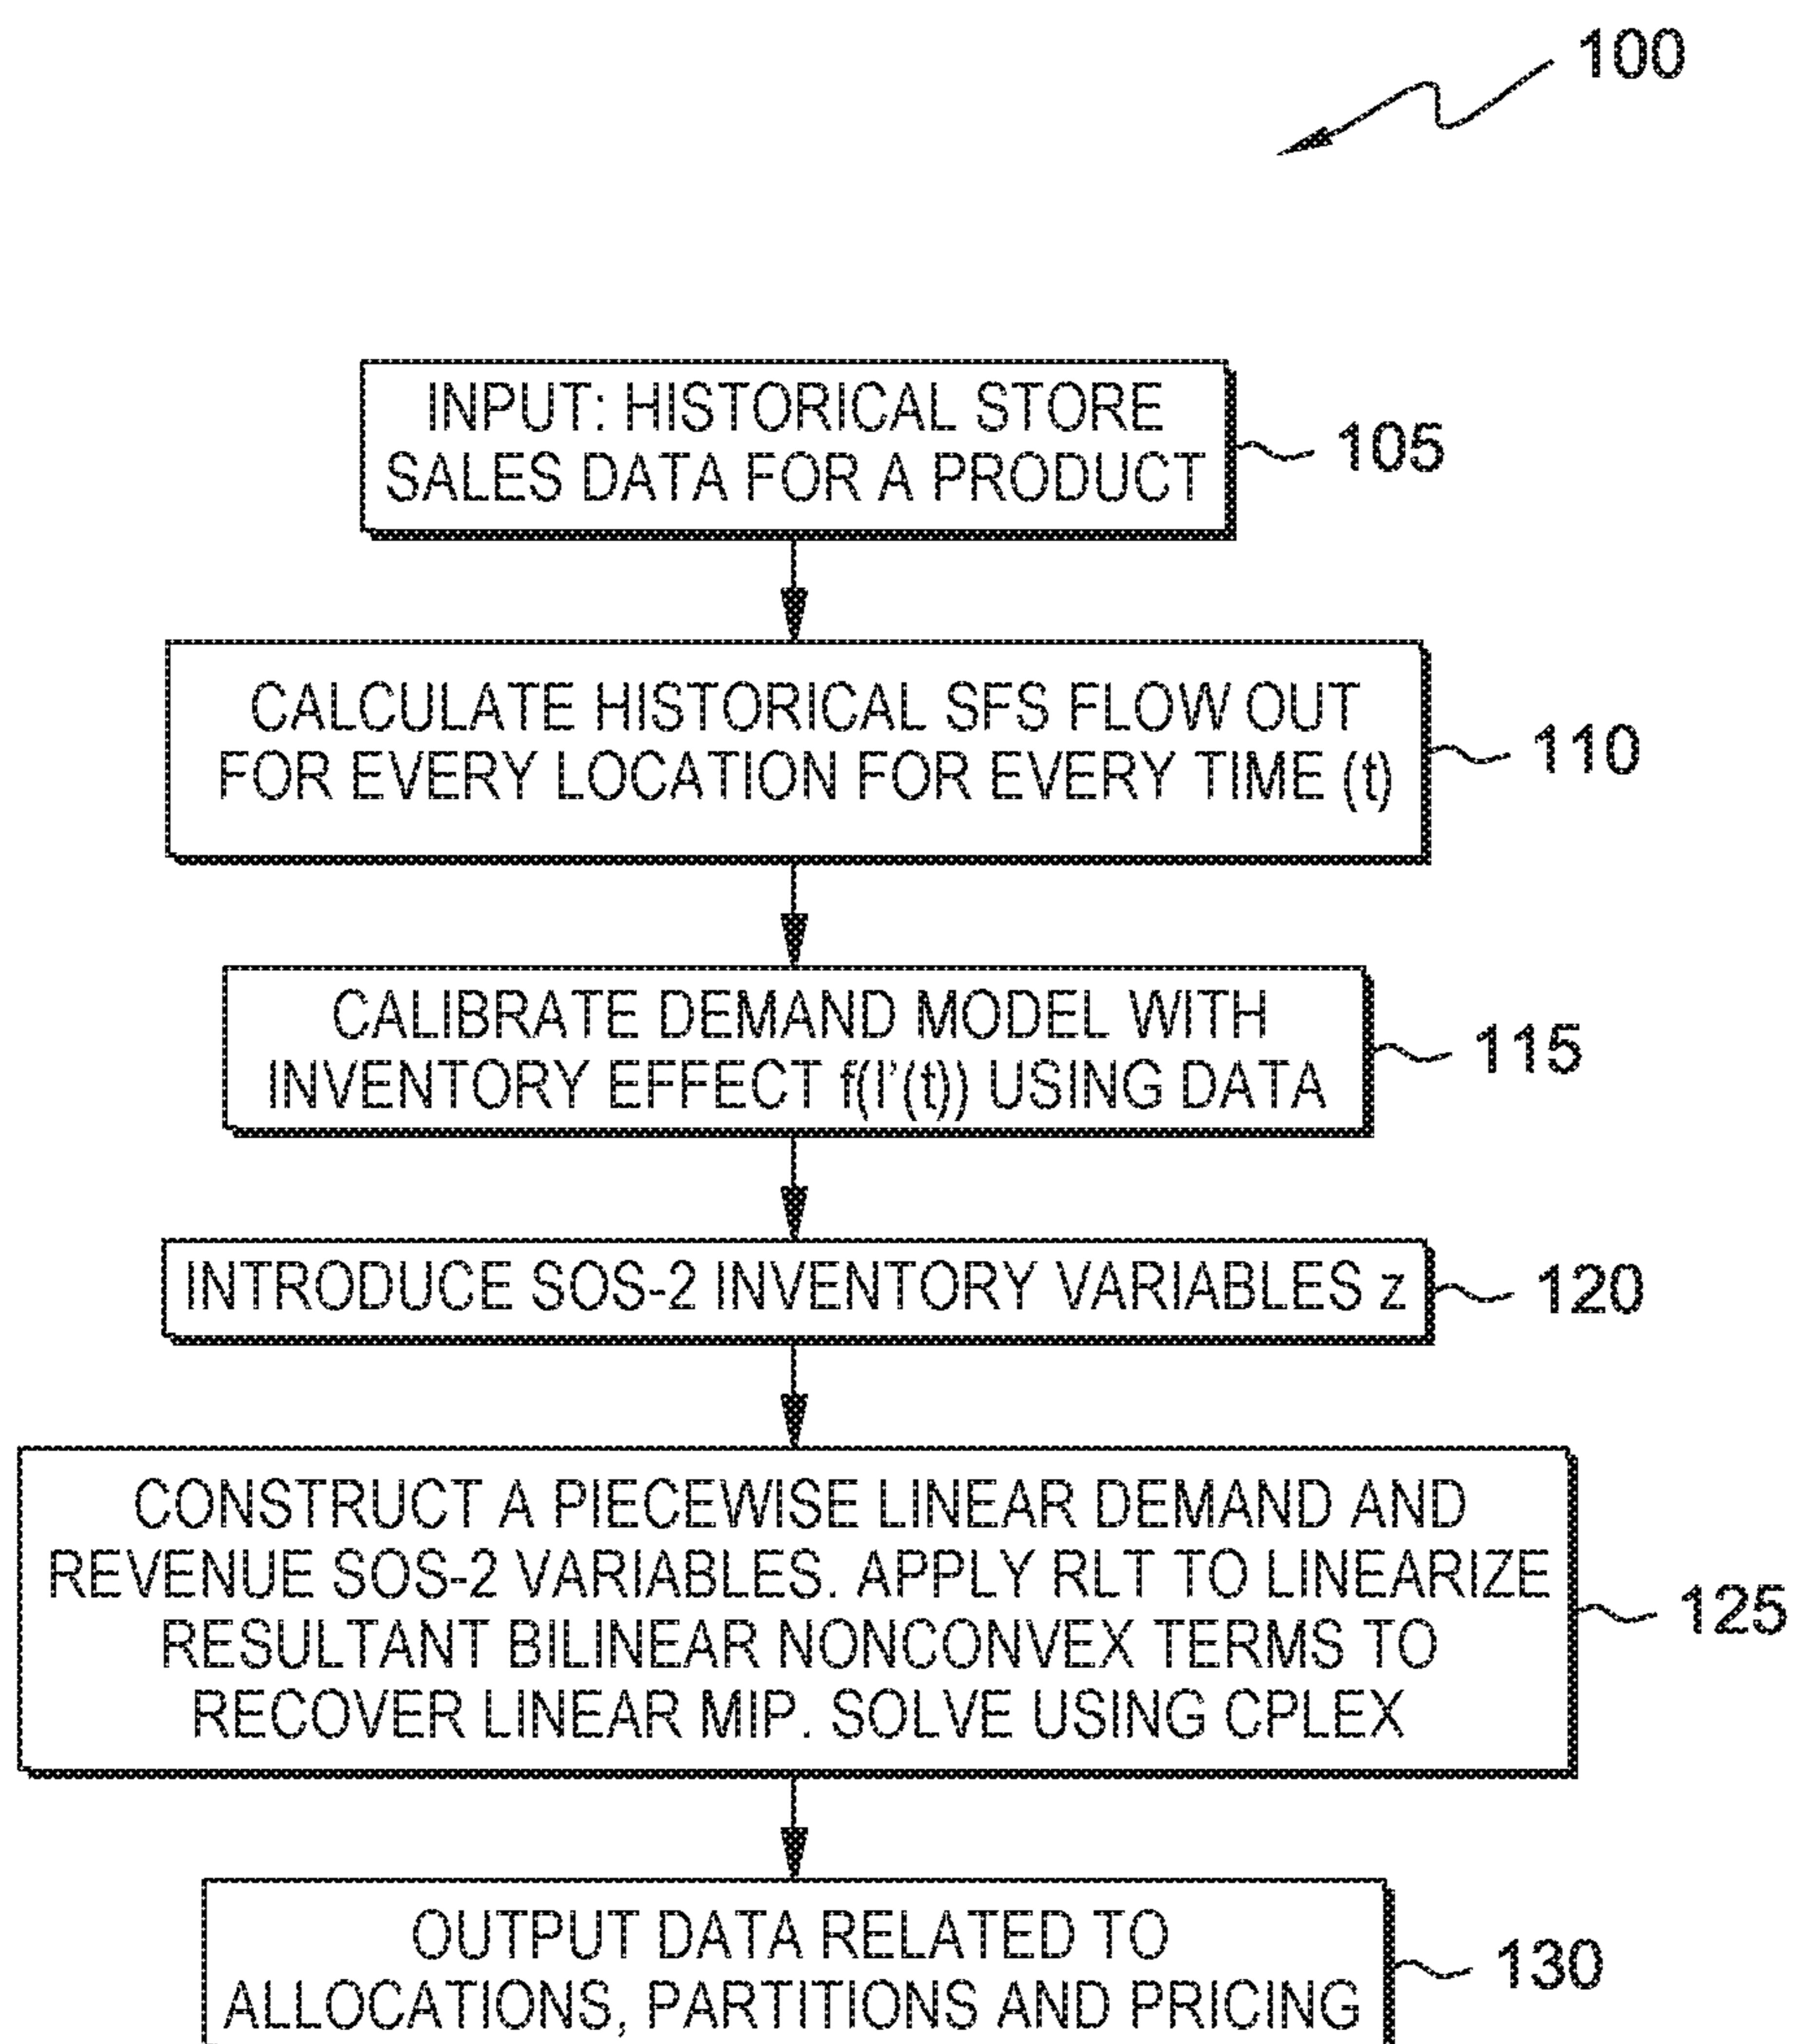 100
INPUT: HISTORICAL STORE
SALES DATA FOR A PRODUCT
105
CALCULATE HISTORICAL SFS FLOW OUT
FOR EVERY LOCATION FOR EVERY TIME (t)
110
CALIBRATE DEMAND MODEL WITH
INVENTORY EFFECT f(I'(t)) USING DATA
115
INTRODUCE SOS-2 INVENTORY VARIABLES z
120
CONSTRUCT A PIECEWISE LINEAR DEMAND AND
REVENUE SOS-2 VARIABLES. APPLY RLT TO LINEARIZE
RESULTANT BILINEAR NONCONVEX TERMS TO
RECOVER LINEAR MIP. SOLVE USING CPLEX
125
OUTPUT DATA RELATED TO
ALLOCATIONS, PARTITIONS AND PRICING
130